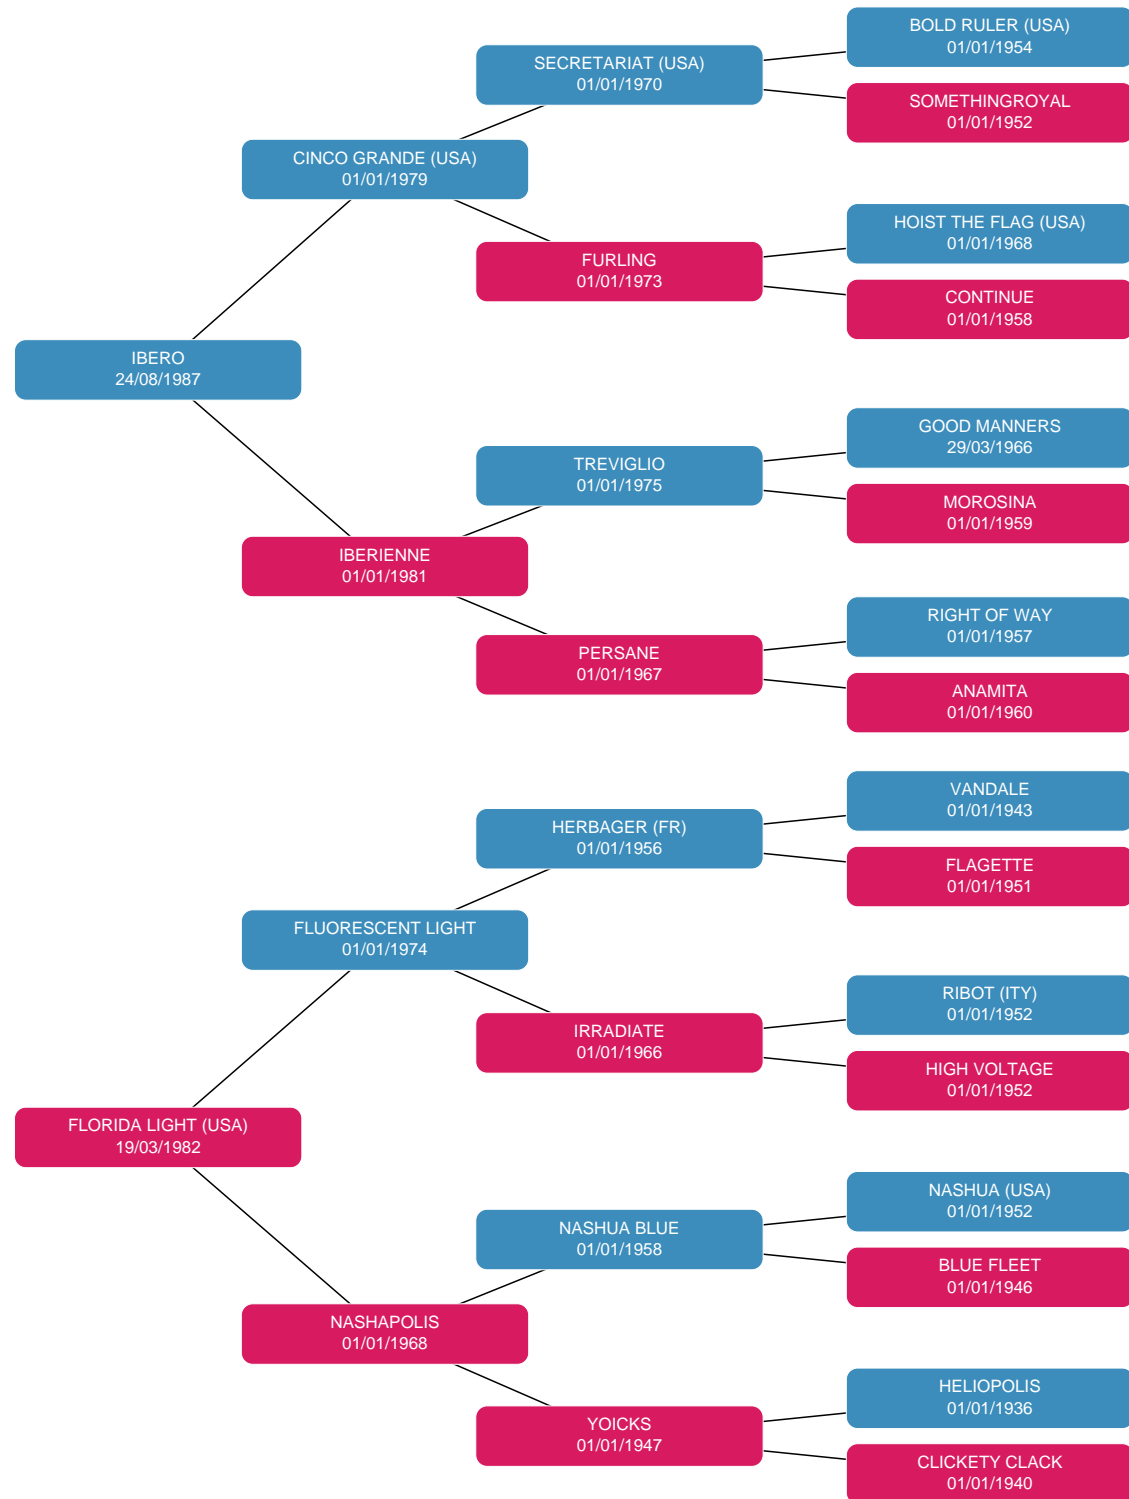 BOLD RULER (USA)
01/01/1954
SECRETARIAT (USA)
01/01/1970
SOMETHINGROYAL
01/01/1952
CINCO GRANDE (USA)
01/01/1979
HOIST THE FLAG (USA)
01/01/1968
FURLING
01/01/1973
CONTINUE
01/01/1958
IBERO
24/08/1987
GOOD MANNERS
29/03/1966
TREVIGLIO
01/01/1975
MOROSINA
01/01/1959
IBERIENNE
01/01/1981
RIGHT OF WAY
01/01/1957
PERSANE
01/01/1967
ANAMITA
01/01/1960
VANDALE
01/01/1943
HERBAGER (FR)
01/01/1956
FLAGETTE
01/01/1951
FLUORESCENT LIGHT
01/01/1974
RIBOT (ITY)
01/01/1952
IRRADIATE
01/01/1966
HIGH VOLTAGE
01/01/1952
FLORIDA LIGHT (USA)
19/03/1982
NASHUA (USA)
01/01/1952
NASHUA BLUE
01/01/1958
BLUE FLEET
01/01/1946
NASHAPOLIS
01/01/1968
HELIOPOLIS
01/01/1936
YOICKS
01/01/1947
CLICKETY CLACK
01/01/1940